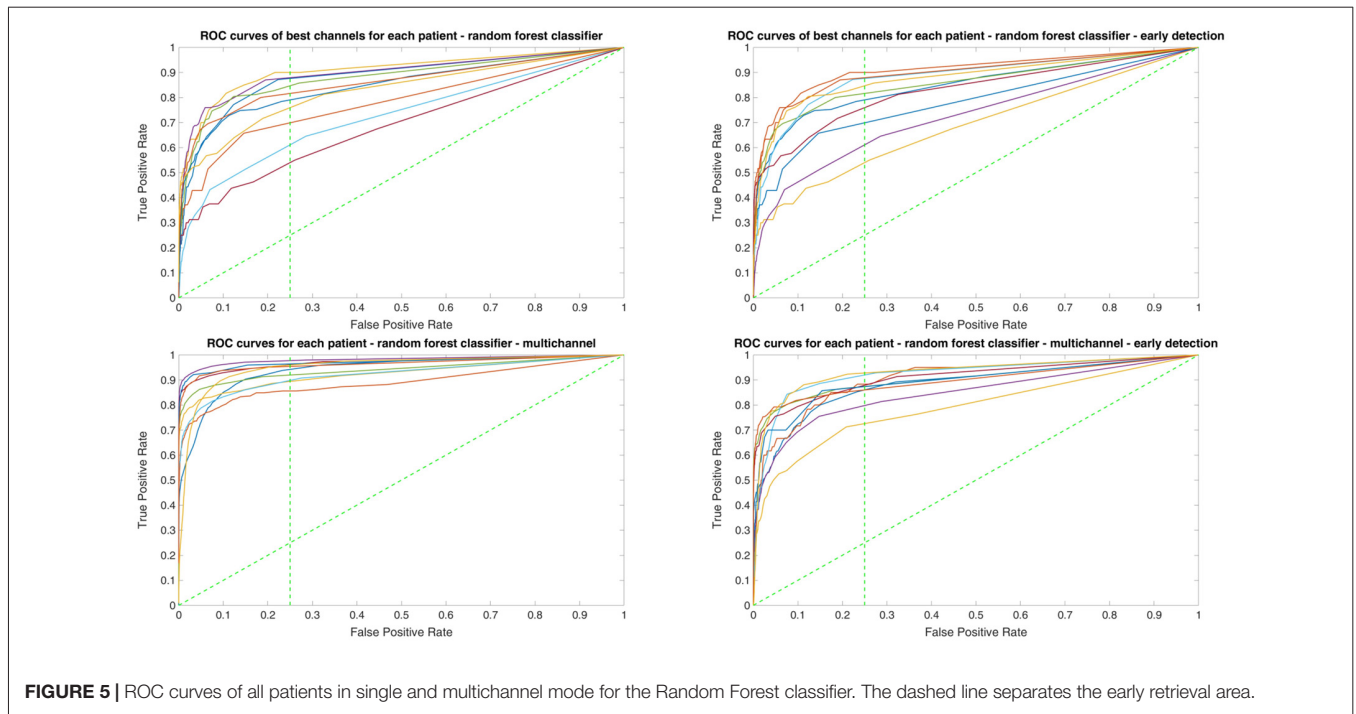 ROC curves of best channels for each patient - random forest classifier
1
0.9
0.8
0.7
0.6
0.5
0.4
0.3
0.2
0.1
0
True Positive Rate
0 0.1 0.2 0.3 0.4 0.5 0.6 0.7 0.8 0.9 1
False Positive Rate
ROC curves of best channels for each patient - random forest classifier - early detection
1
0.9
0.8
0.7
0.6
0.5
0.4
0.3
0.2
0.1
0
True Positive Rate
0 0.1 0.2 0.3 0.4 0.5 0.6 0.7 0.8 0.9 1
False Positive Rate
ROC curves for each patient - random forest classifier - multichannel
1
0.9
0.8
0.7
0.6
0.5
0.4
0.3
0.2
0.1
0
True Positive Rate
0 0.1 0.2 0.3 0.4 0.5 0.6 0.7 0.8 0.9 1
False Positive Rate
ROC curves for each patient - random forest classifier - multichannel - early detection
1
0.9
0.8
0.7
0.6
0.5
0.4
0.3
0.2
0.1
0
True Positive Rate
0 0.1 0.2 0.3 0.4 0.5 0.6 0.7 0.8 0.9 1
False Positive Rate
FIGURE 5 | ROC curves of all patients in single and multichannel mode for the Random Forest classifier. The dashed line separates the early retrieval area.